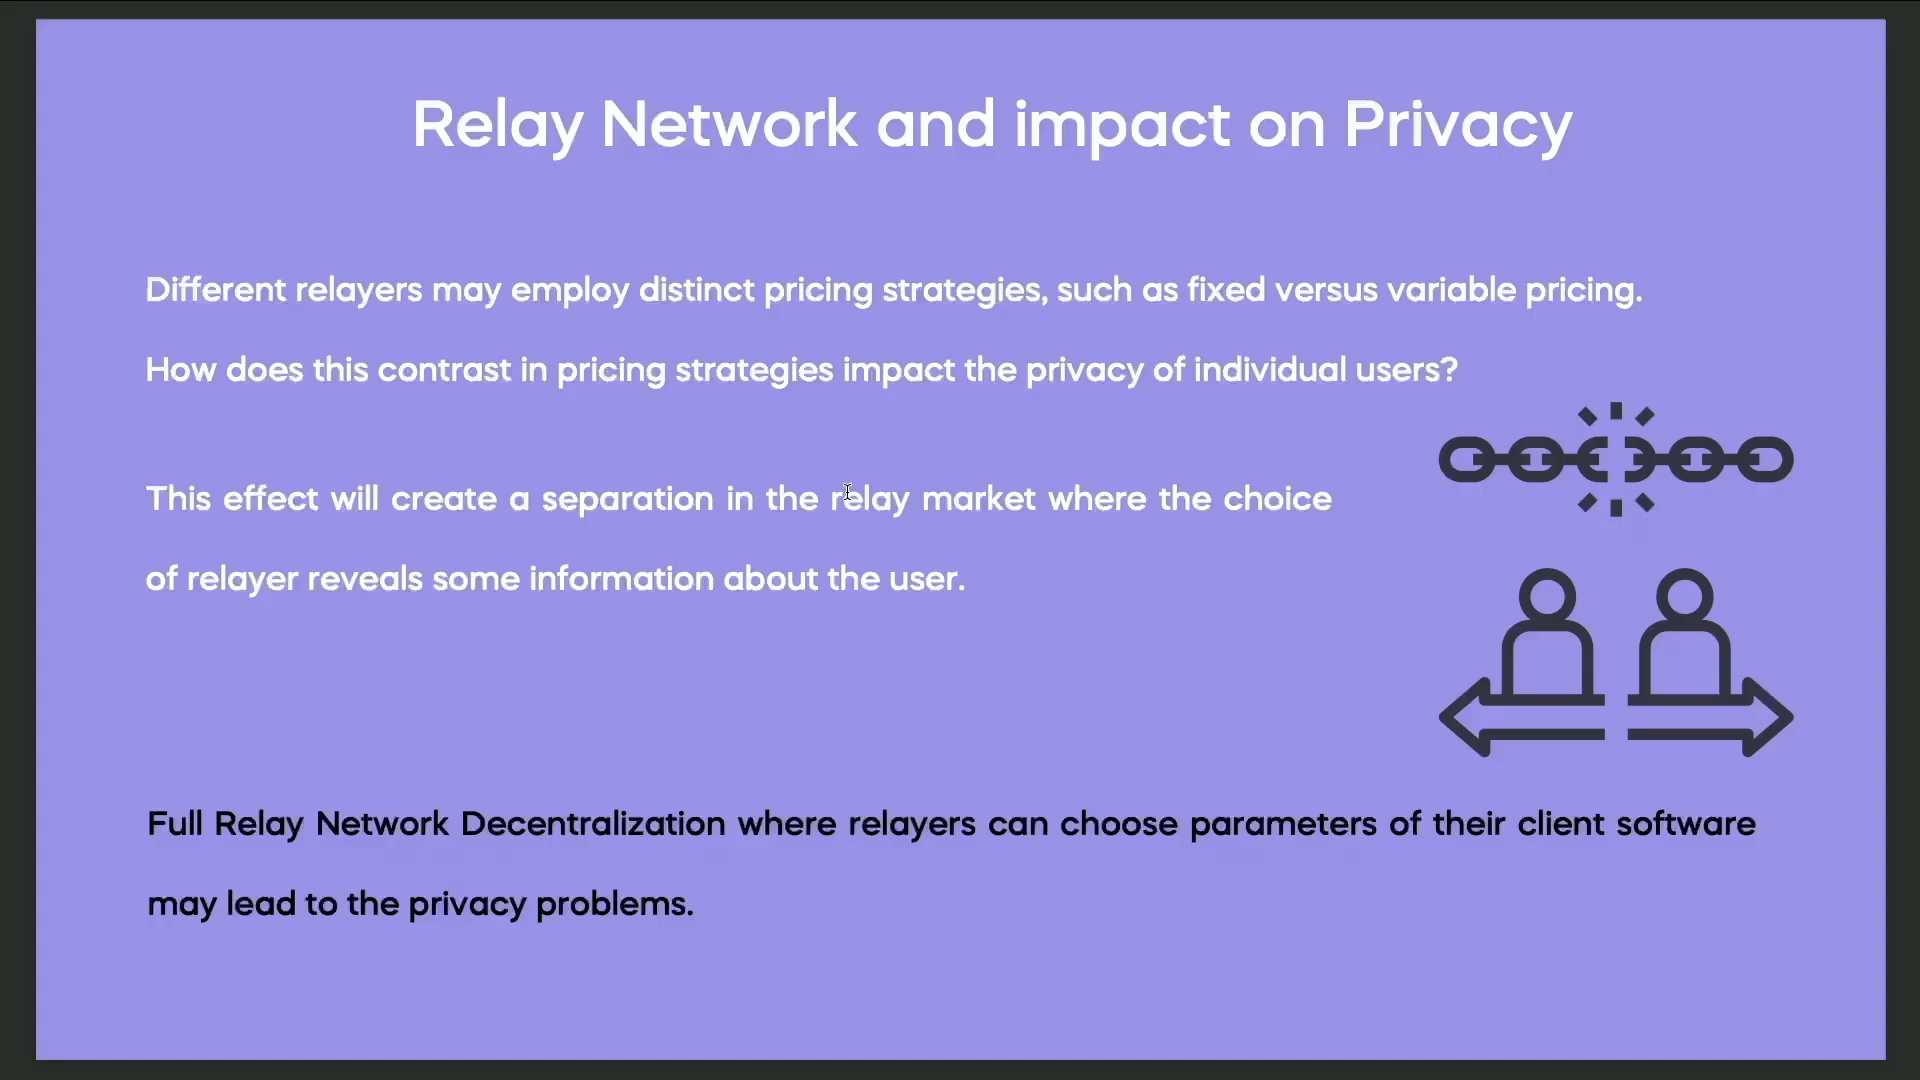 Relay Network and impact on Privacy
Different relayers may employ distinct pricing strategies, such as fixed versus variable pricing.
How does this contrast in pricing strategies impact the privacy of individual users?
This effect will create a separation in the relay market where the choice
of relayer reveals some information about the user.
Full Relay Network Decentralization where relayers can choose parameters of their client software
may lead to the privacy problems.